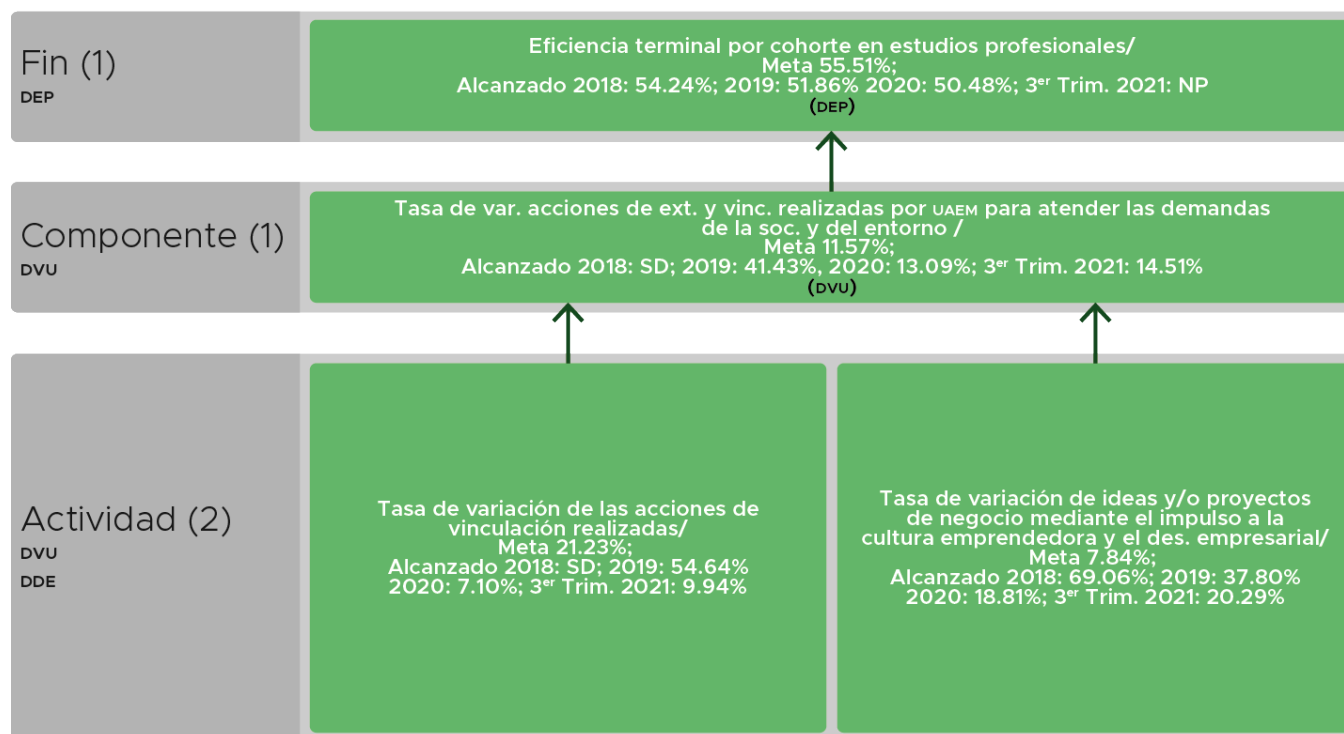 Fin (1)
DEP
Eficiencia terminal por cohorte en estudios profesionales/
Meta 55.51%;
Alcanzado 2018: 54.24%; 2019: 51.86% 2020: 50.48%; 3er Trim. 2021: NP
(DEP)
Componente (1)
DVU
Tasa de var. acciones de ext. y vinc. realizadas por UAEM para atender las demandas
de la soc. y del entorno /
Meta 11.57%;
Alcanzado 2018: SD; 2019: 41.43%, 2020: 13.09%; 3er Trim. 2021: 14.51%
(DVU)
Actividad (2)
DVU
DDE
Tasa de variación de las acciones de
vinculación realizadas/
Meta 21.23%;
Alcanzado 2018: SD; 2019: 54.64%
2020: 7.10%; 3er Trim. 2021: 9.94%
Tasa de variación de ideas y/o proyectos
de negocio mediante el impulso a la
cultura emprendedora y el des. empresarial/
Meta 7.84%;
Alcanzado 2018: 69.06%; 2019: 37.80%
2020: 18.81%; 3er Trim. 2021: 20.29%